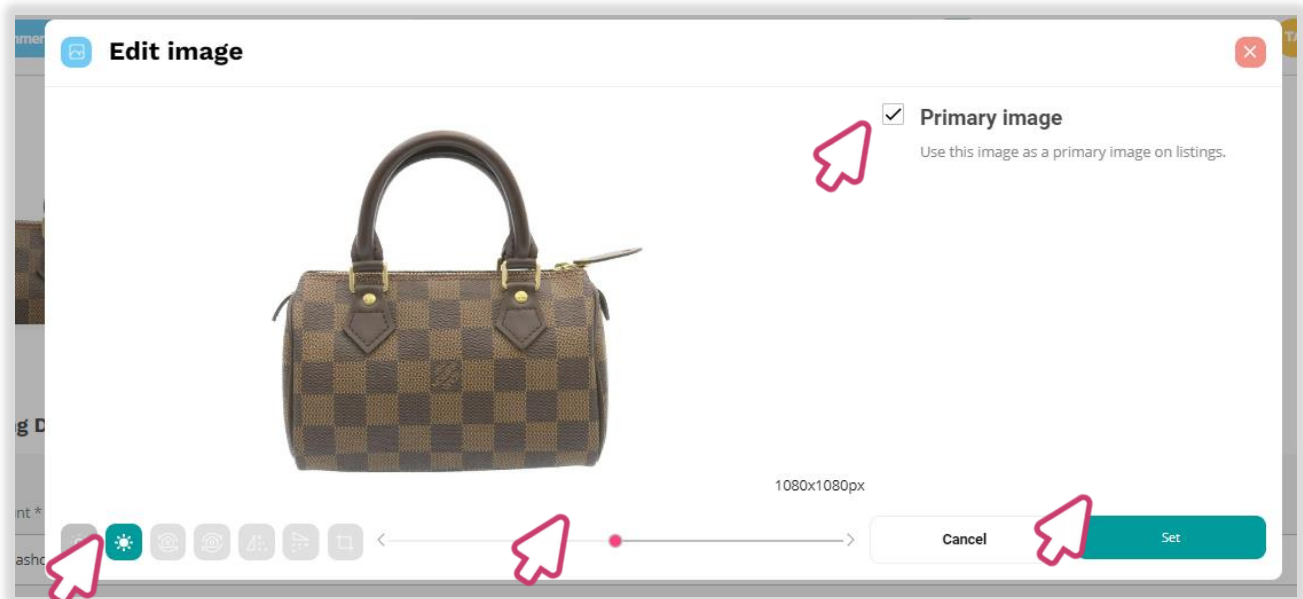 Edit image
Primary image
Use this image as a primary image on listings.
1080x1080px
Cancel
Set